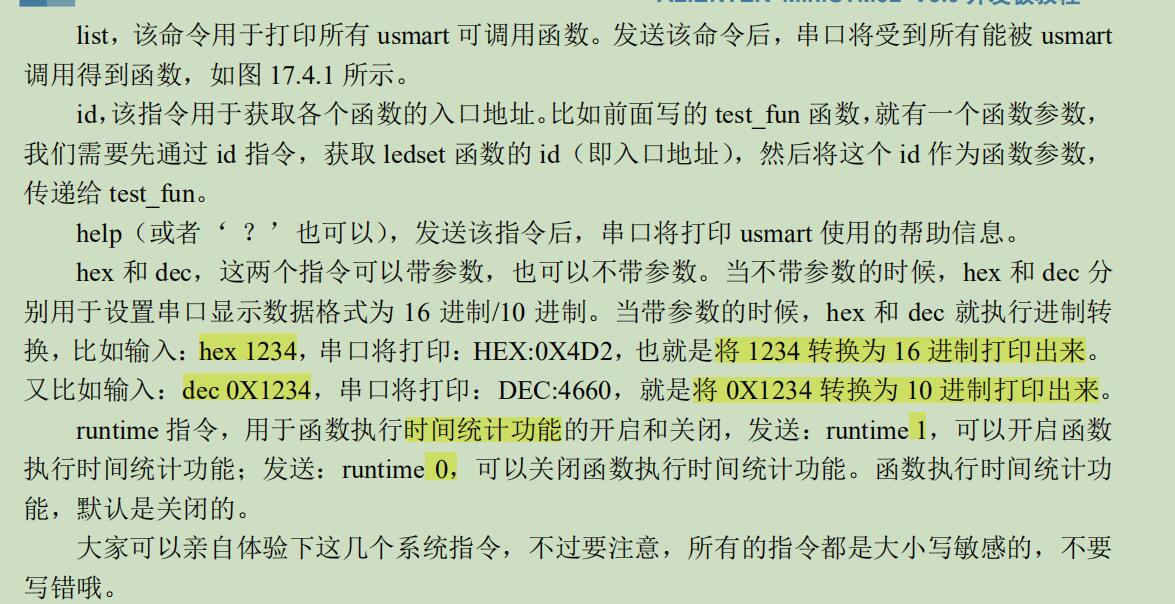 list，该命令用于打印所有 usmart 可调用函数。发送该命令后，串口将受到所有能被 usmart
调用得到函数，如图 17.4.1 所示。
id，该指令用于获取各个函数的入口地址。比如前面写的 test_fun 函数，就有一个函数参数，
我们需要先通过 id 指令，获取 ledset 函数的 id（即入口地址），然后将这个 id 作为函数参数，
传递给 test_fun。
help（或者‘？’也可以），发送该指令后，串口将打印 usmart 使用的帮助信息。
hex 和 dec，这两个指令可以带参数，也可以不带参数。当不带参数的时候，hex 和 dec 分
别用于设置串口显示数据格式为 16 进制/10 进制。当带参数的时候，hex 和 dec 就执行进制转
换，比如输入：hex 1234，串口将打印：HEX:0X4D2，也就是将 1234 转换为 16 进制打印出来。
又比如输入：dec 0X1234，串口将打印：DEC:4660，就是将 0X1234 转换为 10 进制打印出来。
runtime 指令，用于函数执行时间统计功能的开启和关闭，发送：runtime 1，可以开启函数
执行时间统计功能；发送：runtime 0，可以关闭函数执行时间统计功能。函数执行时间统计功
能，默认是关闭的。
大家可以亲自体验下这几个系统指令，不过要注意，所有的指令都是大小写敏感的，不要
写错哦。